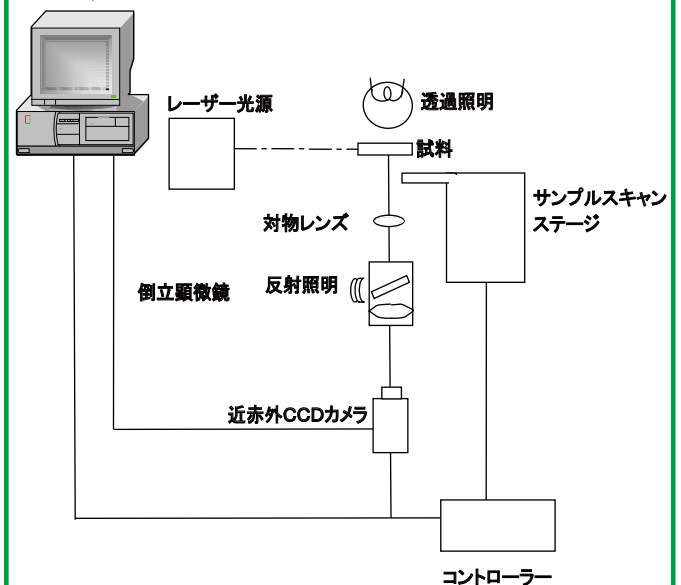 レーザー光源
透過照明
試料
サンプルスキャン
ステージ
対物レンズ
反射照明
倒立顕微鏡
近赤外CCDカメラ
コントローラー